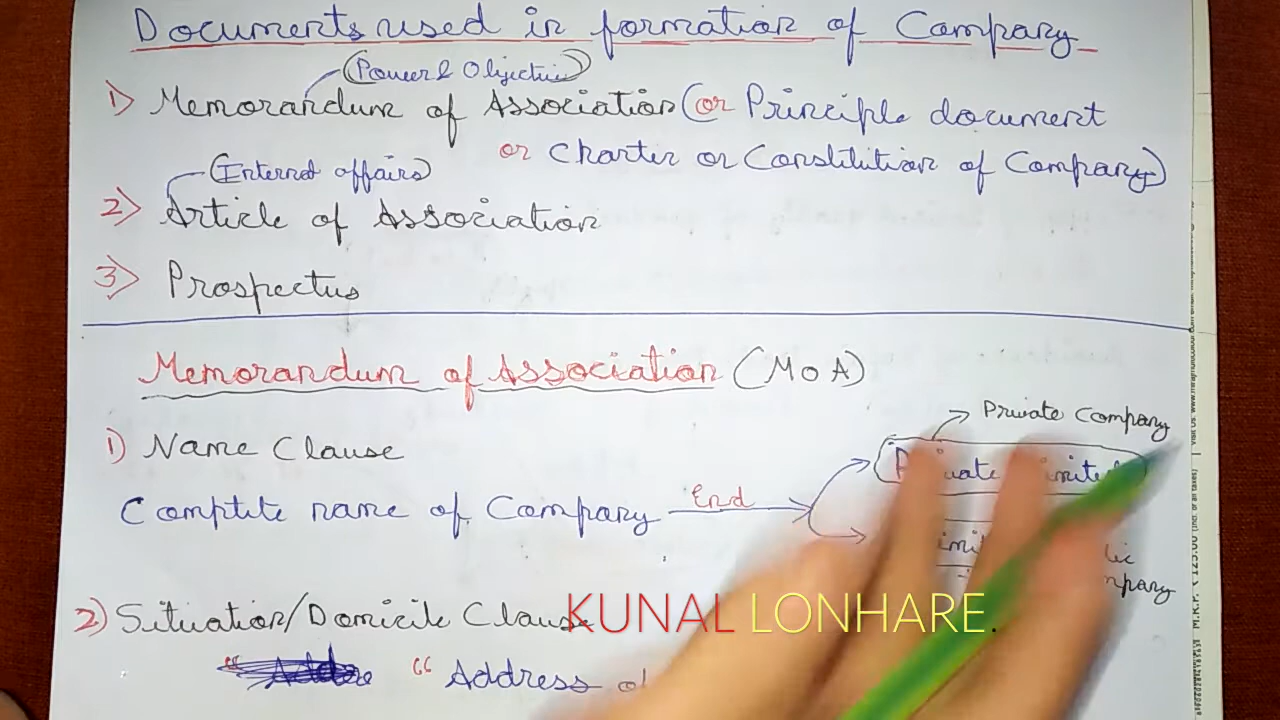 Documents used in formation of Company
(Power & Objective)
1) Memorandum of Association (or Principle document
or Charter or Constitution of Company)
(Internal affairs)
2) Article of Association
3) Prospectus
Memorandum of Association (MOA)
Private Company
1) Name Clause
Private
Complete name of Company End
2) Situation/Domicile Clause
KUNAL LONHARE.
" Address